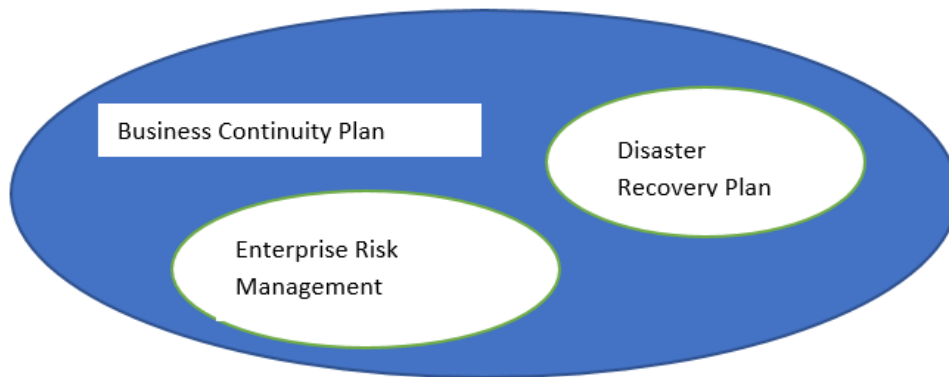 Business Continuity Plan
Disaster
Recovery Plan
Enterprise Risk
Management